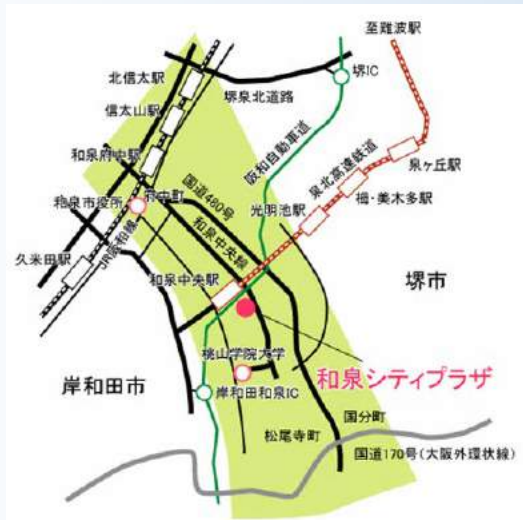 至難波駅
北信太駅
堺IC
堺泉北道路
信太山駅
阪和自動車道
泉北高速鉄道
和泉府中駅
泉ヶ丘駅
国道480号
栂・美木多駅
和泉市役所
府中町
光明池駅
和泉中央線
JR阪和線
久米田駅
和泉中央駅
堺市
桃山学院大学
和泉シティプラザ
岸和田市
岸和田和泉IC
国分町
松尾寺町
国道170号(大阪外環状線)